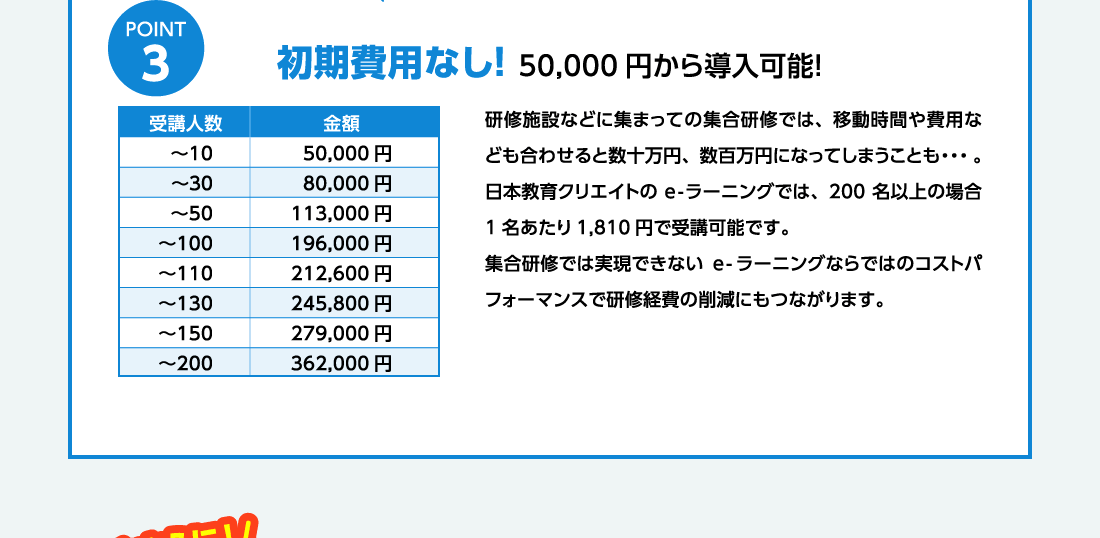 POINT
3
初期費用なし! 50,000 円から導入可能!
受講人数 金額
～10 50,000 円
～30 80,000 円
～50 113,000 円
～100 196,000 円
～110 212,600 円
～130 245,800 円
～150 279,000 円
～200 362,000 円
研修施設などに集まっての集合研修では、移動時間や費用な
ども合わせると数十万円、数百万円になってしまうことも・・・。
日本教育クリエイトの e-ラーニングでは、200 名以上の場合
1 名あたり 1,810 円で受講可能です。
集合研修では実現できない e-ラーニングならではのコストパ
フォーマンスで研修経費の削減にもつながります。